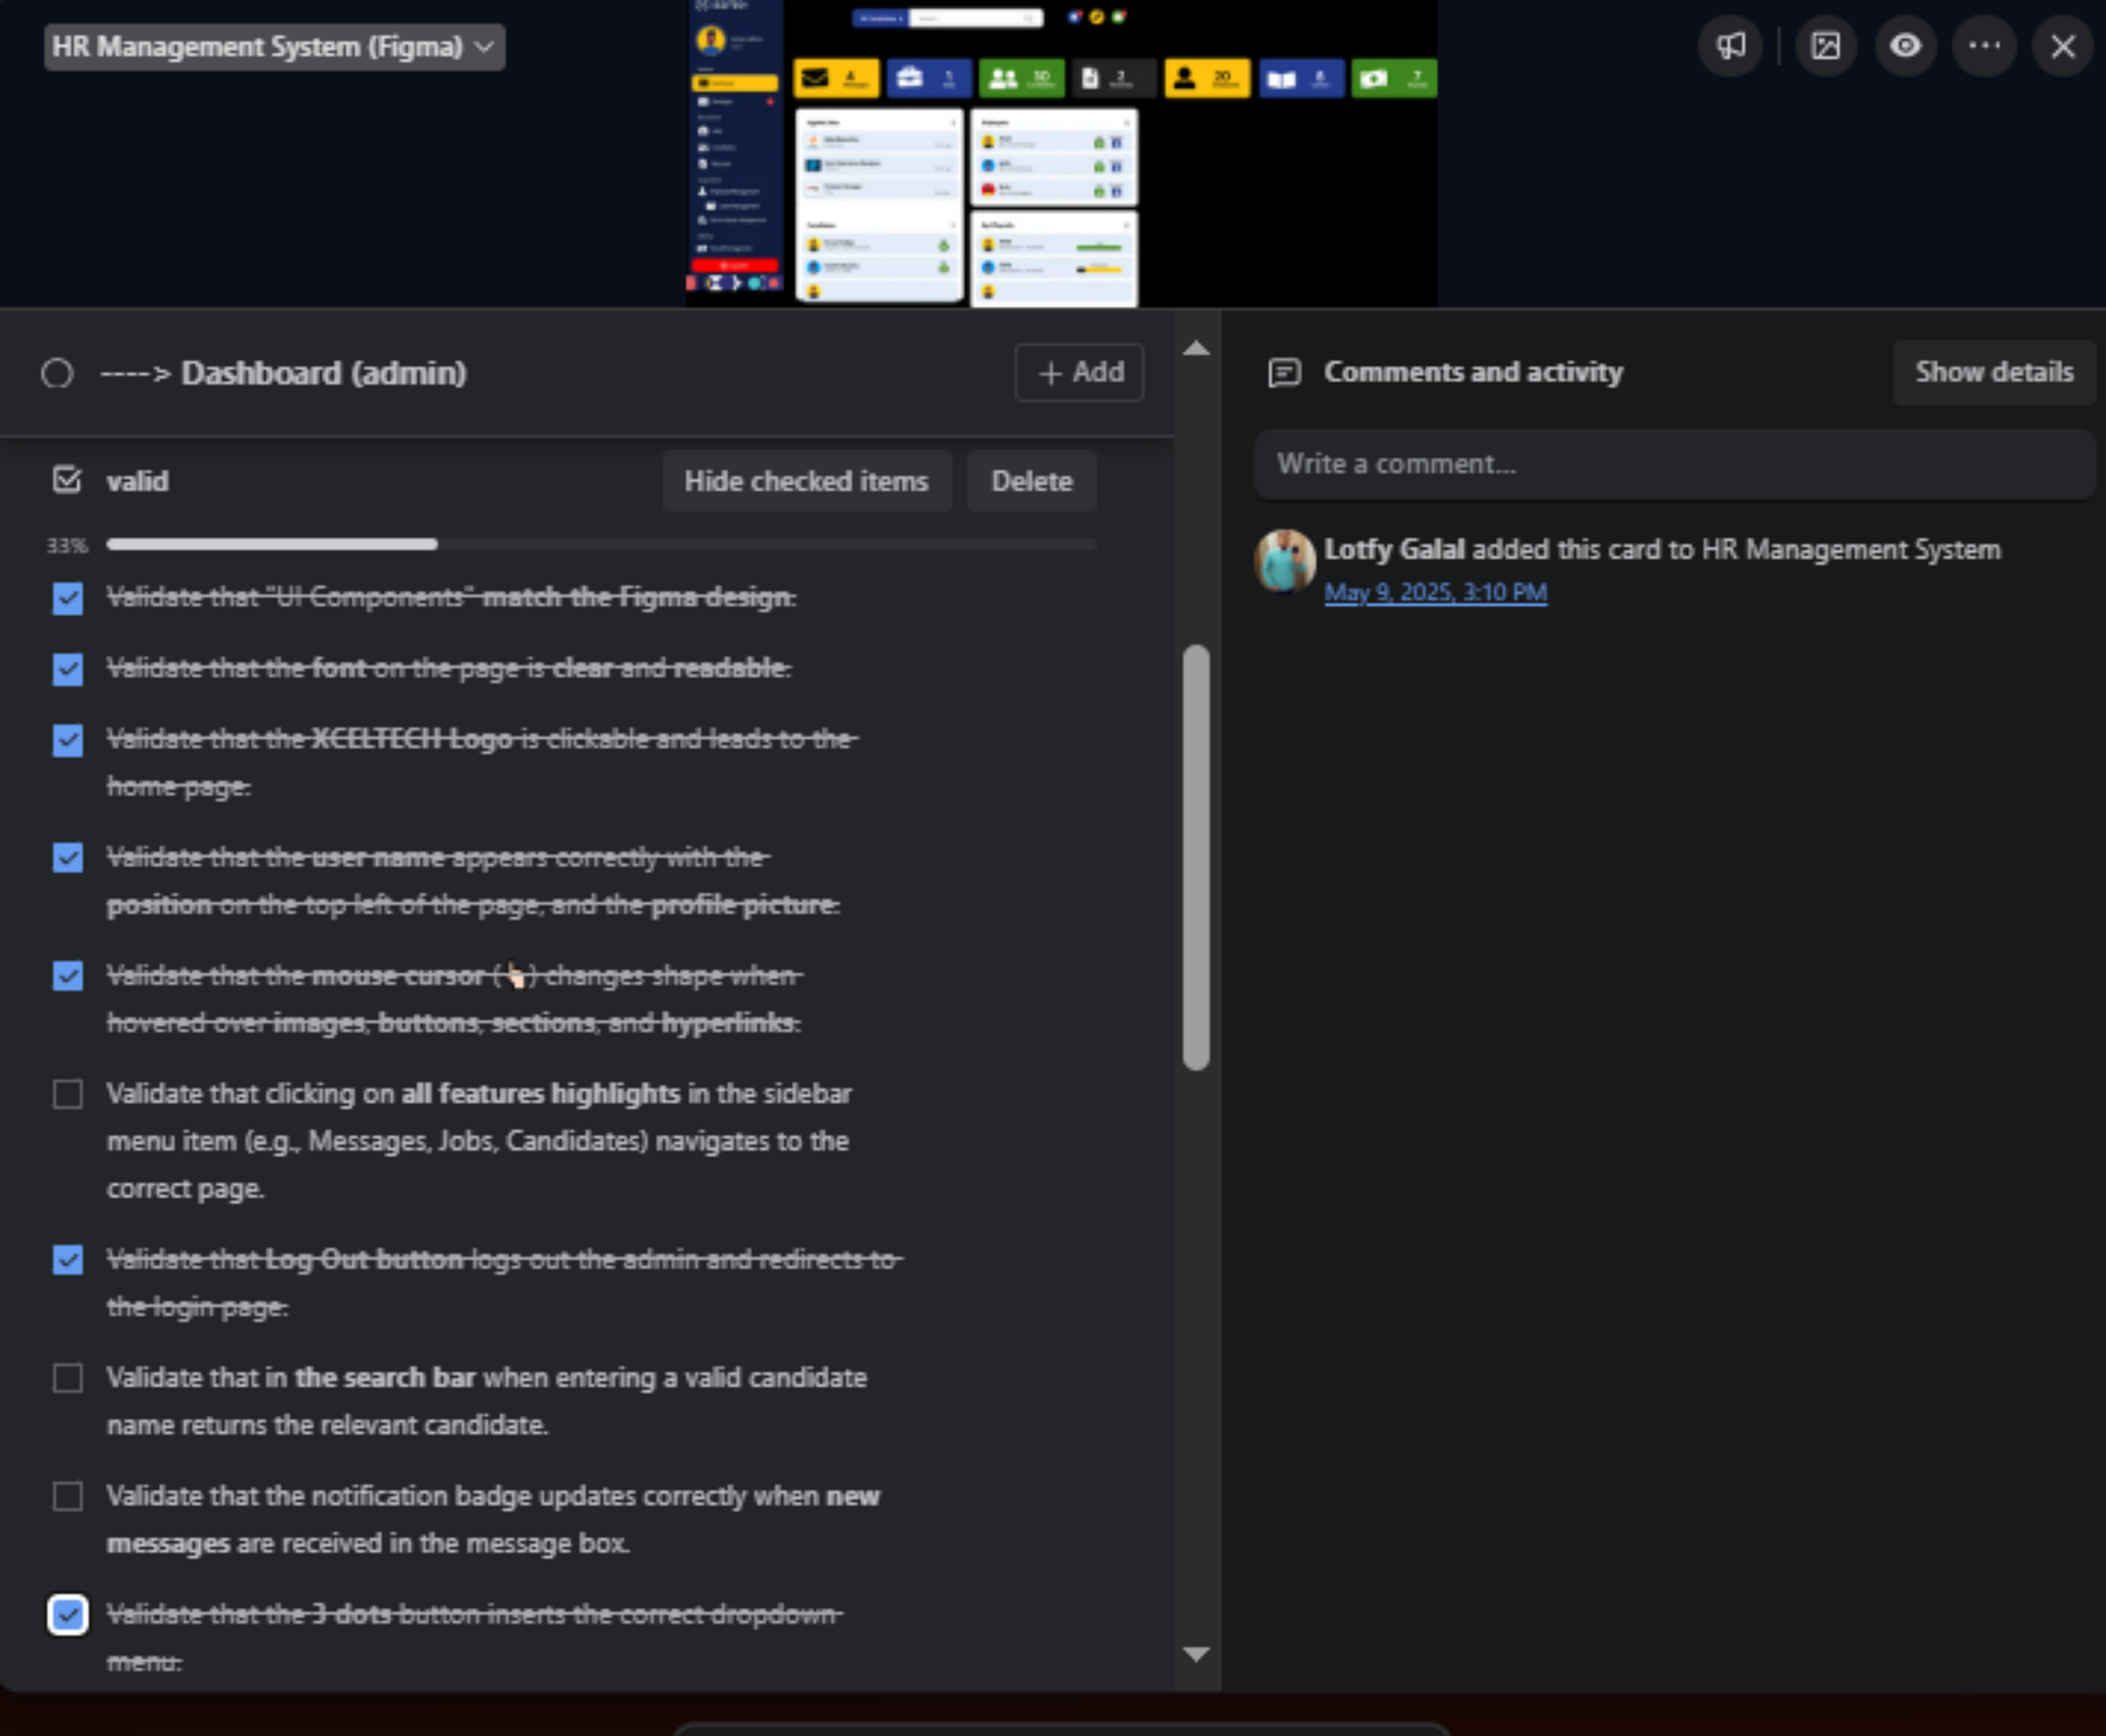 HR Management System (Figma)
4
1
30
2
20
8
7
----> Dashboard (admin)
+ Add
Comments and activity
Show details
valid
Hide checked items
Delete
Write a comment...
33%
Lotfy Galal added this card to HR Management System
May 9, 2025, 3:10 PM
Validate that "UI Components" match the Figma design.
Validate that the font on the page is clear and readable.
Validate that the XCELTECH Logo is clickable and leads to the
home page.
Validate that the user name appears correctly with the
position on the top left of the page, and the profile picture.
Validate that the mouse cursor (👆) changes shape when
hovered over images, buttons, sections, and hyperlinks.
Validate that clicking on all features highlights in the sidebar
menu item (e.g., Messages, Jobs, Candidates) navigates to the
correct page.
Validate that Log Out button logs out the admin and redirects to
the login page.
Validate that in the search bar when entering a valid candidate
name returns the relevant candidate.
Validate that the notification badge updates correctly when new
messages are received in the message box.
Validate that the 3 dots button inserts the correct dropdown
menu.